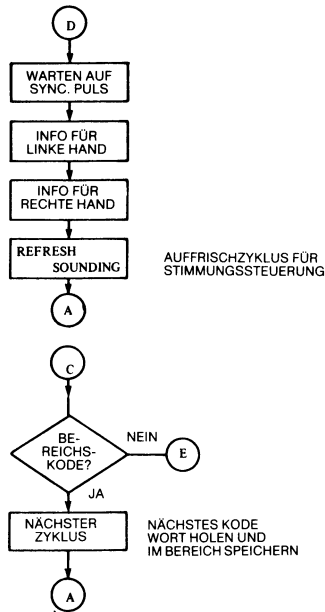 D
WARTEN AUF
SYNC. PULS
INFO FÜR
LINKE HAND
INFO FÜR
RECHTE HAND
REFRESH
SOUNDING
AUFFRISCHZYKLUS FÜR
STIMMUNGSSTEUERUNG
A
C
BE-
REICHS-
KODE?
NEIN
E
JA
NÄCHSTER
ZYKLUS
NÄCHSTES KODE
WORT HOLEN UND
IM BEREICH SPEICHERN
A